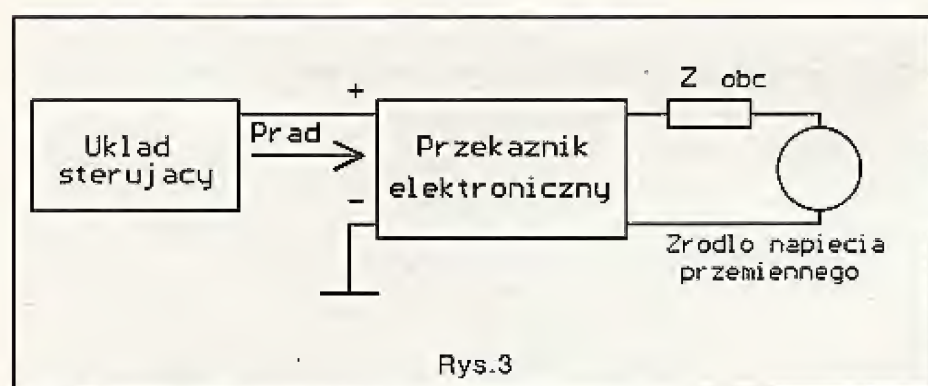 Z obc
+
Prad
Uklad
sterujacy
Przekaznik
elektroniczny
-
Zrodlo napiecia
przemiennego
Rys.3